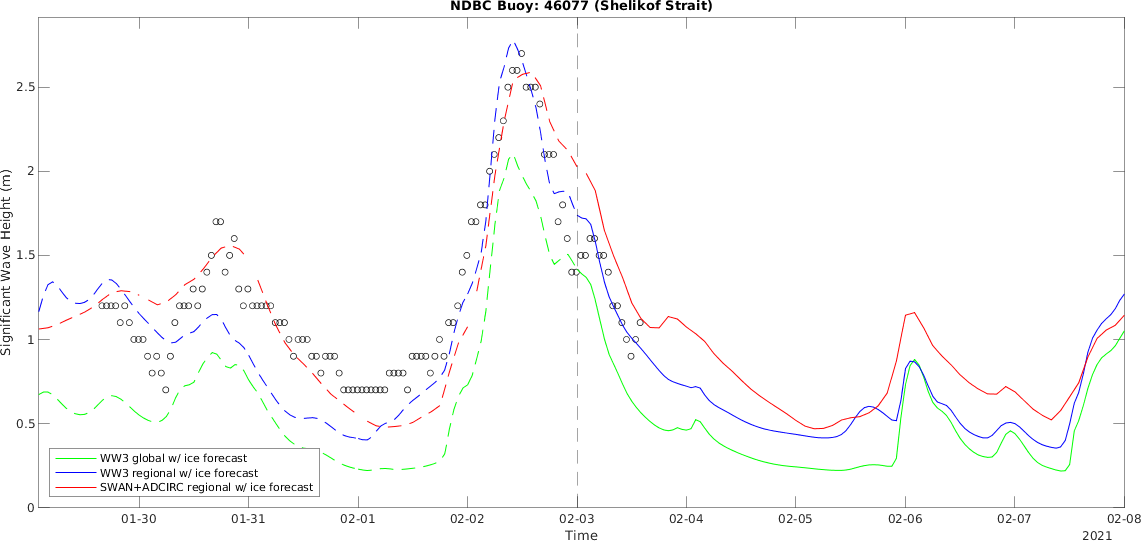 NDBC Buoy: 46077 (Shelikof Strait)
2.5
2
1.5
1
0.5
0
Significant Wave Height (m)
WW3 global w/ ice forecast
WW3 regional w/ ice forecast
SWAN+ADCIRC regional w/ ice forecast
01-30 01-31 02-01 02-02 02-03 02-04 02-05 02-06 02-07 02-08
Time
2021